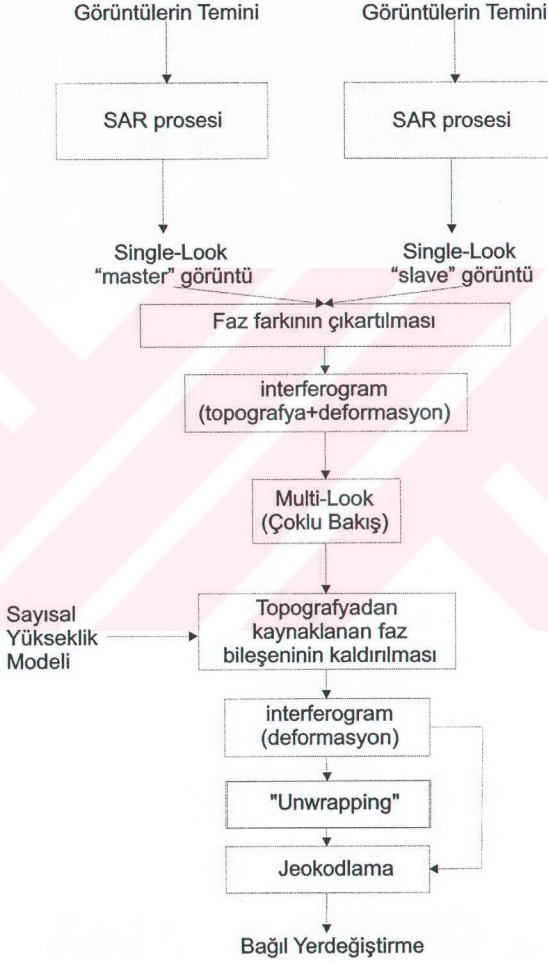 Görüntülerin Temini
Görüntülerin Temini
SAR prosesi
SAR prosesi
Single-Look
"master" görüntü
Single-Look
"slave" görüntü
Faz farkının çıkartılması
interferogram
(topografya+deformasyon)
Multi-Look
(Çoklu Bakış)
Sayısal
Yükseklik
Modeli
Topografyadan
kaynaklanan faz
bileşeninin kaldırılması
interferogram
(deformasyon)
"Unwrapping"
Jeokodlama
Bağıl Yerdeğiştirme